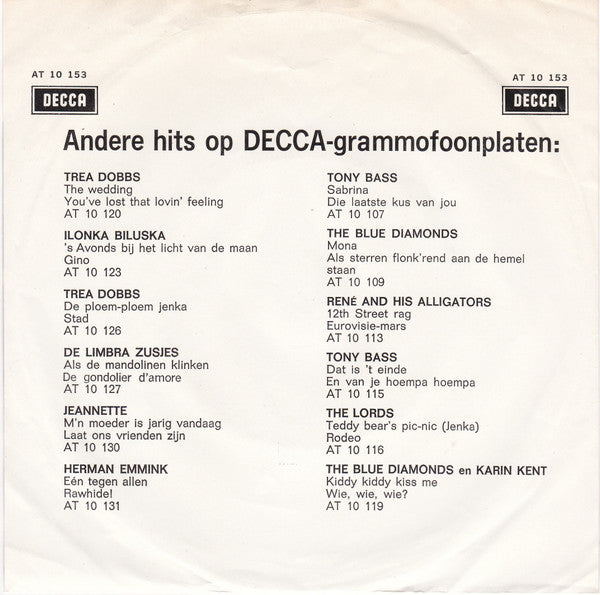 AT 10 153
DECCA
AT 10 153
DECCA
Andere hits op DECCA-grammofoonplaten:
TREA DOBBS
The wedding
You've lost that lovin' feeling
AT 10 120
ILONKA BILUSKA
's Avonds bij het licht van de maan
Gino
AT 10 123
TREA DOBBS
De ploem-ploem jenka
Stad
AT 10 126
DE LIMBRA ZUSJES
Als de mandolinen klinken
De gondolier d'amore
AT 10 127
JEANNETTE
M'n moeder is jarig vandaag
Laat ons vrienden zijn
AT 10 130
HERMAN EMMINK
Eén tegen allen
Rawhide!
AT 10 131
TONY BASS
Sabrina
Die laatste kus van jou
AT 10 107
THE BLUE DIAMONDS
Mona
Als sterren flonk'rend aan de hemel
staan
AT 10 109
RENÉ AND HIS ALLIGATORS
12th Street rag
Eurovisie-mars
AT 10 113
TONY BASS
Dat is 't einde
En van je hoempa hoempa
AT 10 115
THE LORDS
Teddy bear's pic-nic (Jenka)
Rodeo
AT 10 116
THE BLUE DIAMONDS en KARIN KENT
Kiddy kiddy kiss me
Wie, wie, wie?
AT 10 119